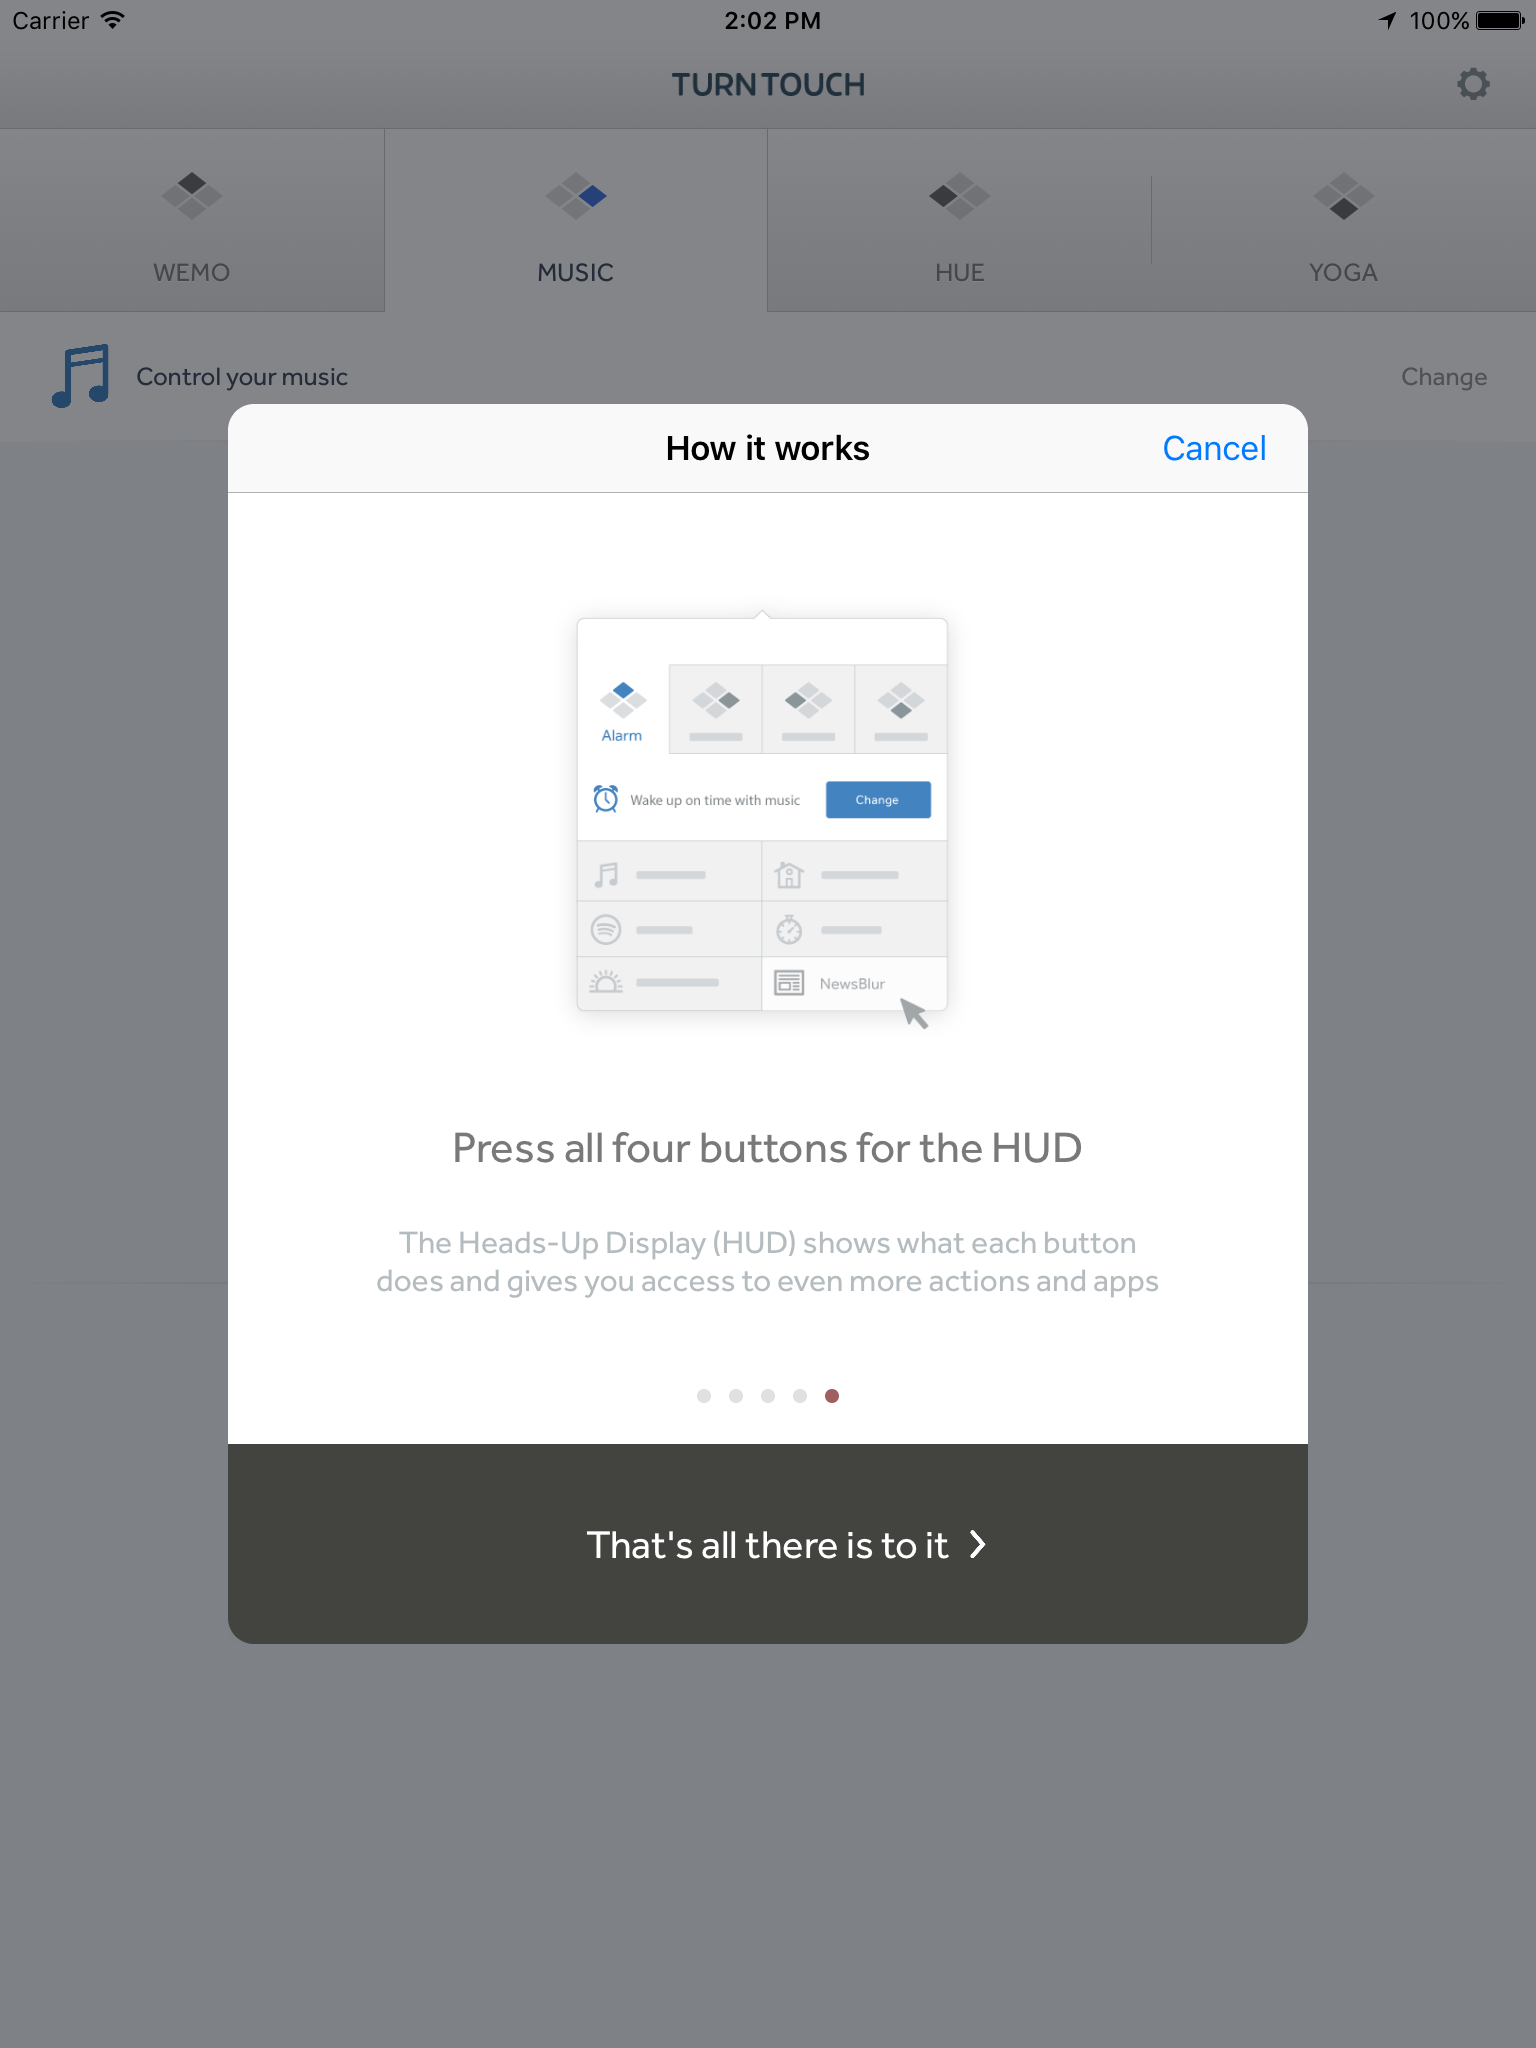 Carrier
2:02 PM
100%
TURN TOUCH
WEMO
MUSIC
HUE
YOGA
Control your music
Change
How it works
Cancel
Alarm
Wake up on time with music
Change
NewsBlur
Press all four buttons for the HUD
The Heads-Up Display (HUD) shows what each button
does and gives you access to even more actions and apps
That's all there is to it